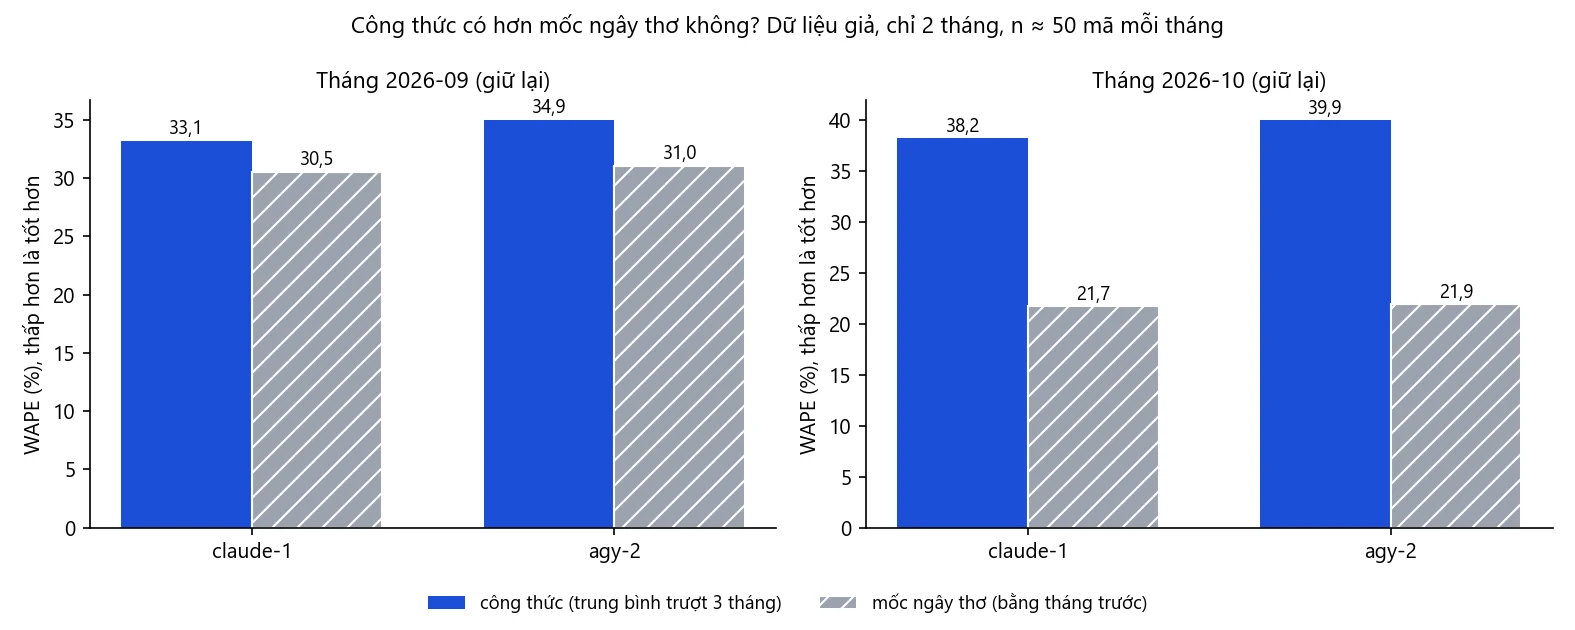 Công thức có hơn mốc ngây thơ không? Dữ liệu giả, chỉ 2 tháng, n ≈ 50 mã mỗi tháng
Tháng 2026-09 (giữ lại)
WAPE (%), thấp hơn là tốt hơn
35
30
25
20
15
10
5
0
33,1
30,5
34,9
31,0
claude-1
agy-2
Tháng 2026-10 (giữ lại)
WAPE (%), thấp hơn là tốt hơn
40
35
30
25
20
15
10
5
0
38,2
21,7
39,9
21,9
claude-1
agy-2
công thức (trung bình trượt 3 tháng)
mốc ngây thơ (bằng tháng trước)